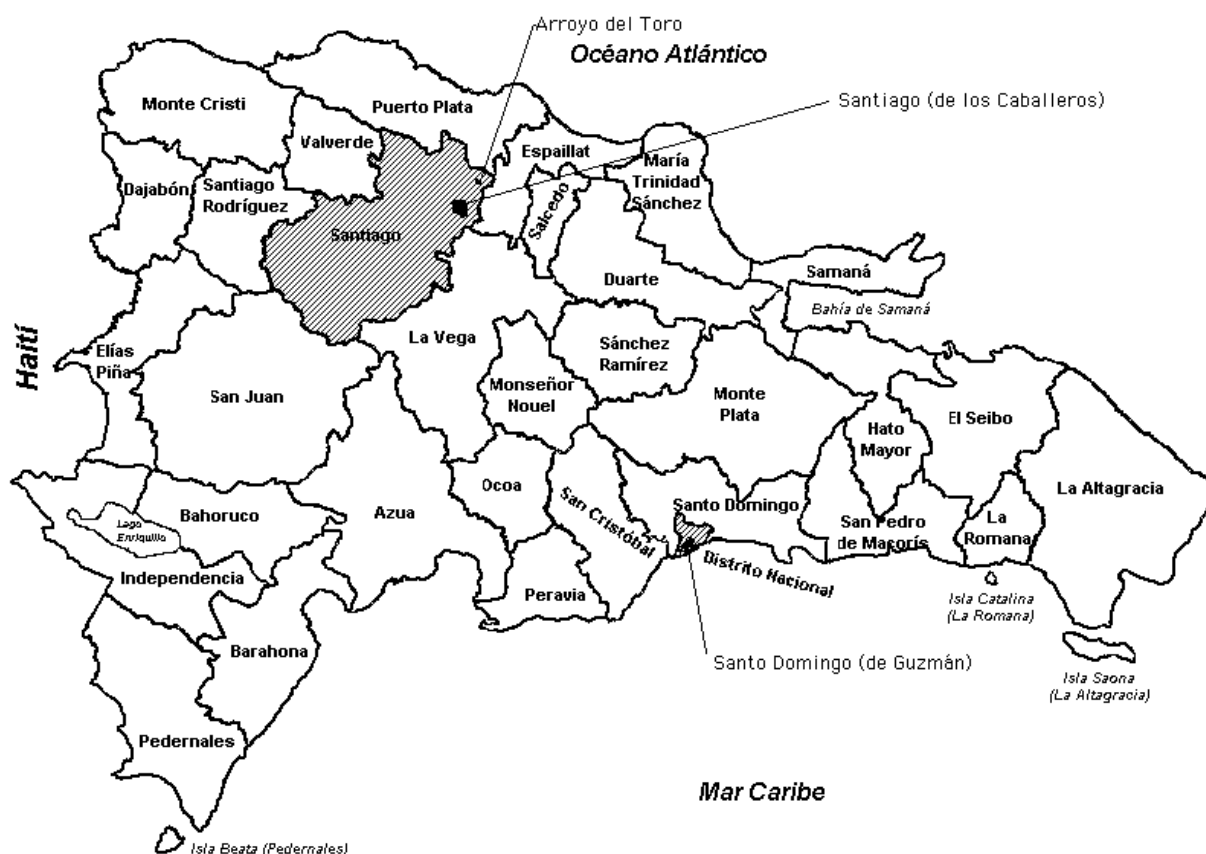 Arroyo del Toro
Océano Atlántico
Santiago (de los Caballeros)
Monte Cristi
Puerto Plata
Valverde
Espaillat
María
Trinidad
Sánchez
Dajabón
Santiago
Rodríguez
Salcedo
Santiago
Duarte
Samaná
Bahía de Samaná
Haití
Elías
Piña
La Vega
Sánchez
Ramírez
San Juan
Monseñor
Nouel
Monte
Plata
El Seibo
Hato
Mayor
La Altagracia
Ocoa
San Cristóbal
Santo Domingo
Azua
Bahoruco
Lago
Enriquillo
San Pedro
de Macorís
La
Romana
Distrito Nacional
Independencia
Peravia
Isla Catalina
(La Romana)
Barahona
Santo Domingo (de Guzmán)
Isla Saona
(La Altagracia)
Pedernales
Mar Caribe
Isla Beata (Pedernales)